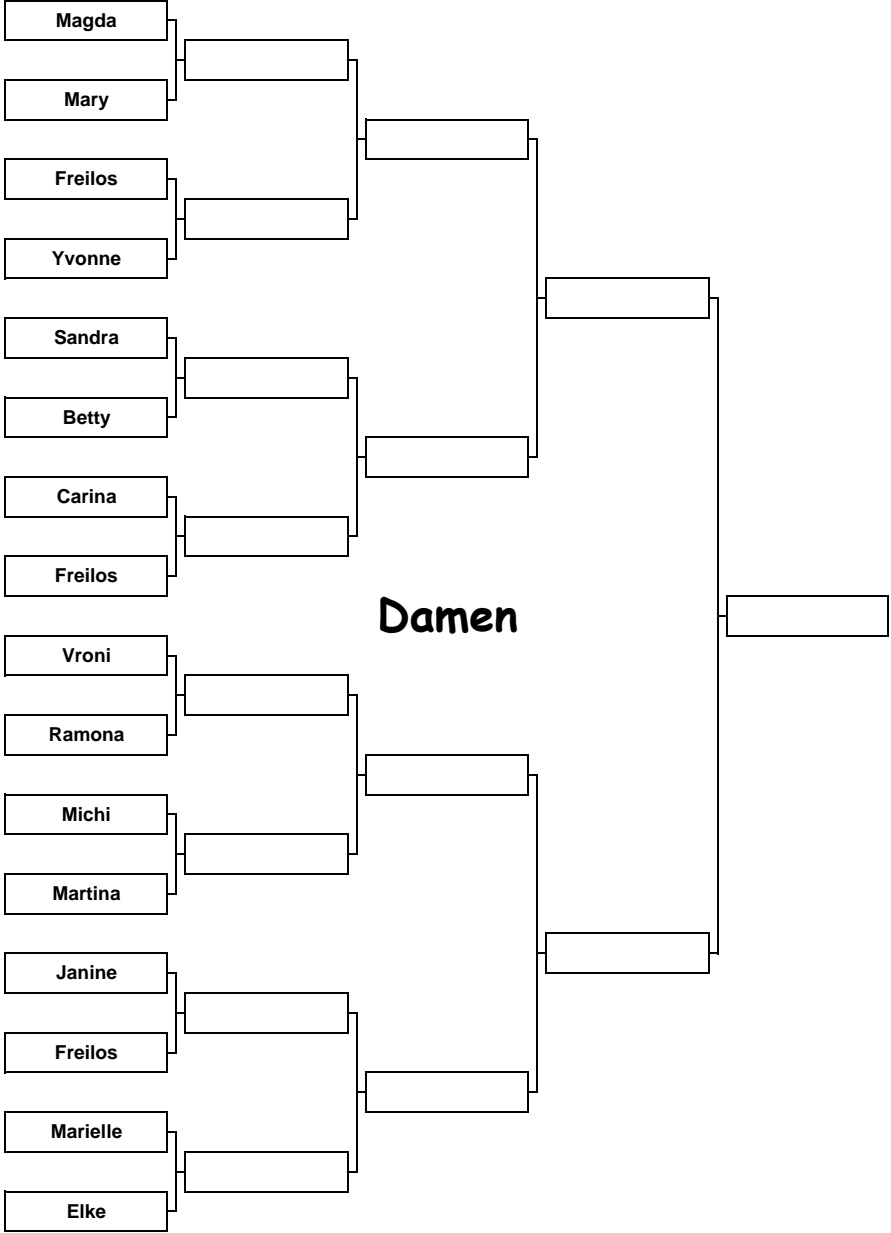 Magda
Mary
Freilos
Yvonne
Sandra
Betty
Carina
Freilos
Damen
Vroni
Ramona
Michi
Martina
Janine
Freilos
Marielle
Elke